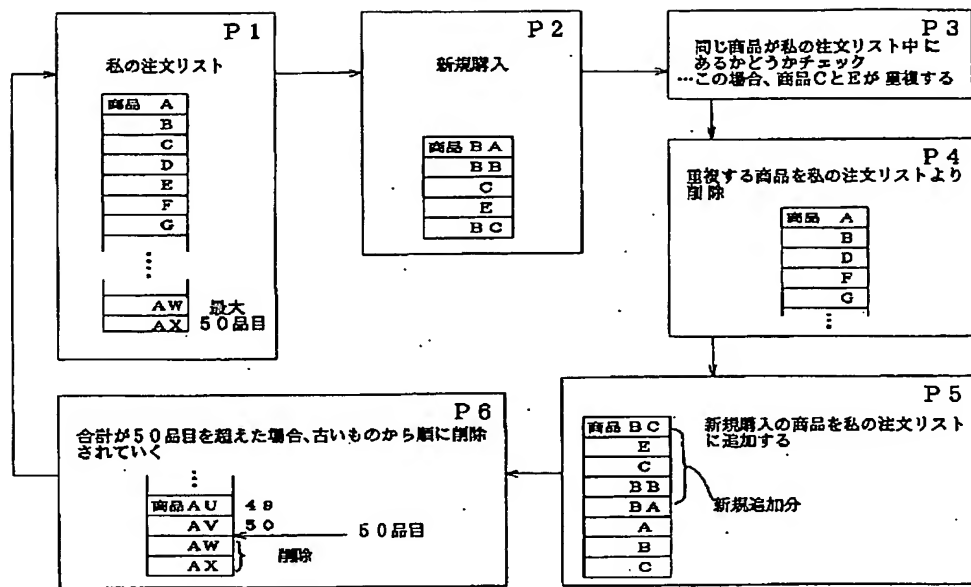 P1
私の注文リスト
商品 A
B
C
D
E
F
G
AW
AX
最大
50品目
P2
新規購入
商品 BA
BB
C
E
BC
P3
同じ商品が私の注文リスト中に
あるかどうかチェック
…この場合、商品CとEが重複する
P4
重複する商品を私の注文リストより
削除
商品 A
B
D
F
G
P5
新規購入の商品を私の注文リスト
に追加する
商品 BC
E
C
BB
BA
A
B
C
新規追加分
P6
合計が50品目を超えた場合、古いものから順に削除
されていく
商品 AU 49
AV 50
AW
AX
削除
50品目